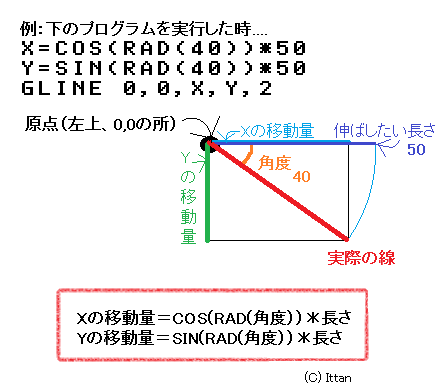 例：下のプログラムを実行した時....
X=COS(RAD(40))*50
Y=SIN(RAD(40))*50
GLINE 0,0,X,Y,2
原点（左上、0,0の所）
Xの移動量
伸ばしたい長さ
50
Yの移動量
角度
40
実際の線
Xの移動量＝COS(RAD(角度))＊長さ
Yの移動量＝SIN(RAD(角度))＊長さ
(C) Ittan